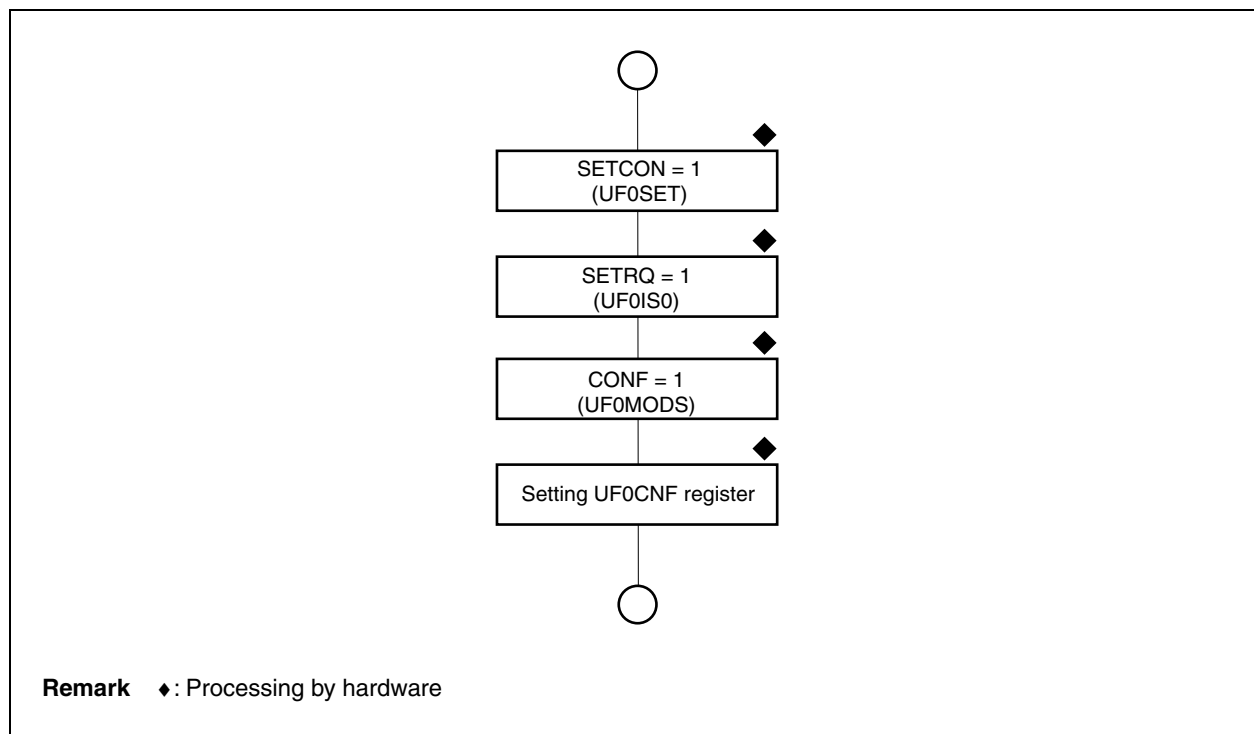 SETCON = 1
(UF0SET)
SETRQ = 1
(UF0IS0)
CONF = 1
(UF0MODS)
Setting UF0CNF register
Remark ♦: Processing by hardware